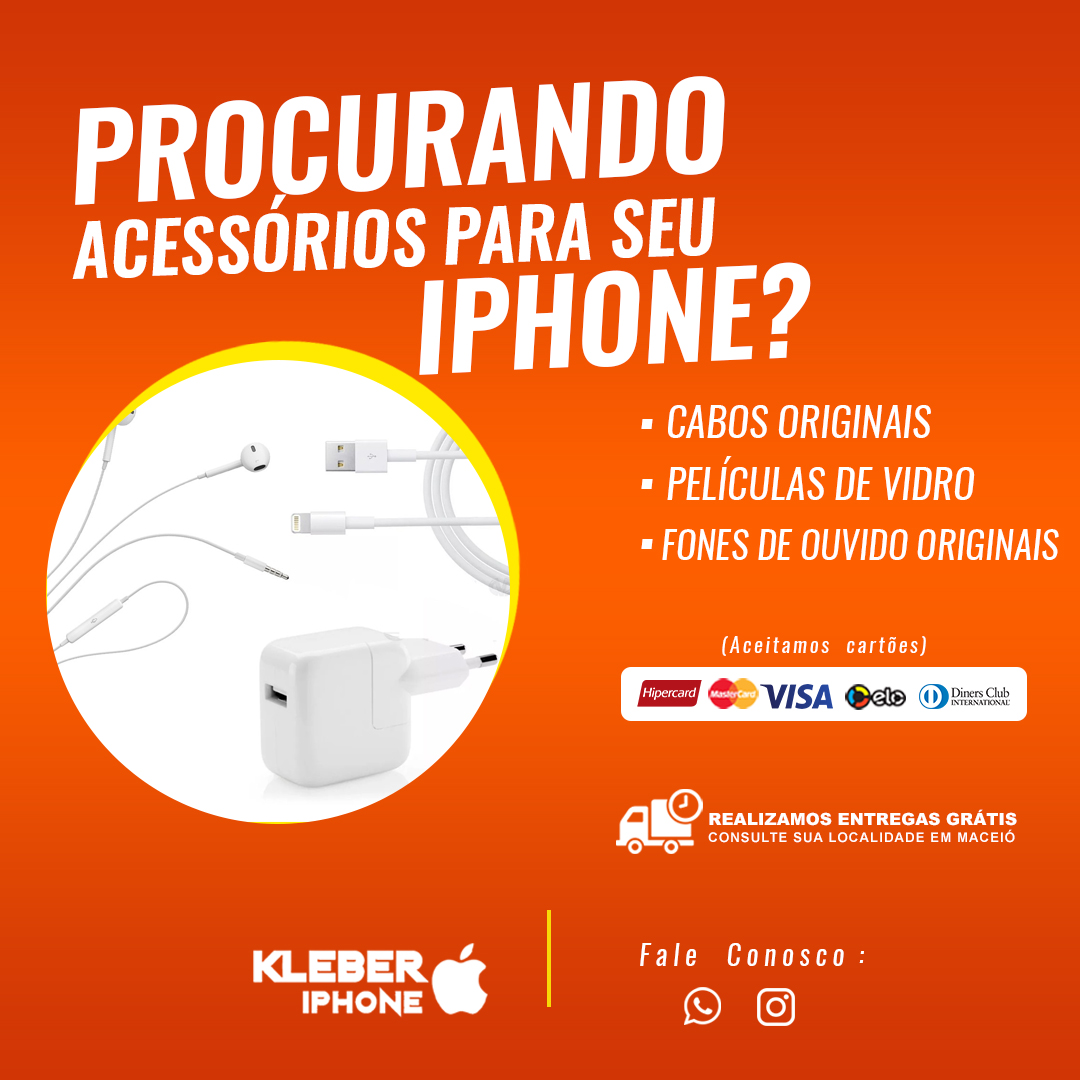 PROCURANDO
ACESSÓRIOS PARA SEU
IPHONE?
▪ CABOS ORIGINAIS
▪ PELÍCULAS DE VIDRO
▪ FONES DE OUVIDO ORIGINAIS
(Aceitamos cartões)
Hipercard MasterCard VISA elo Diners Club
INTERNATIONAL
REALIZAMOS ENTREGAS GRÁTIS
CONSULTE SUA LOCALIDADE EM MACEIÓ
KLEBER
IPHONE
Fale Conosco: